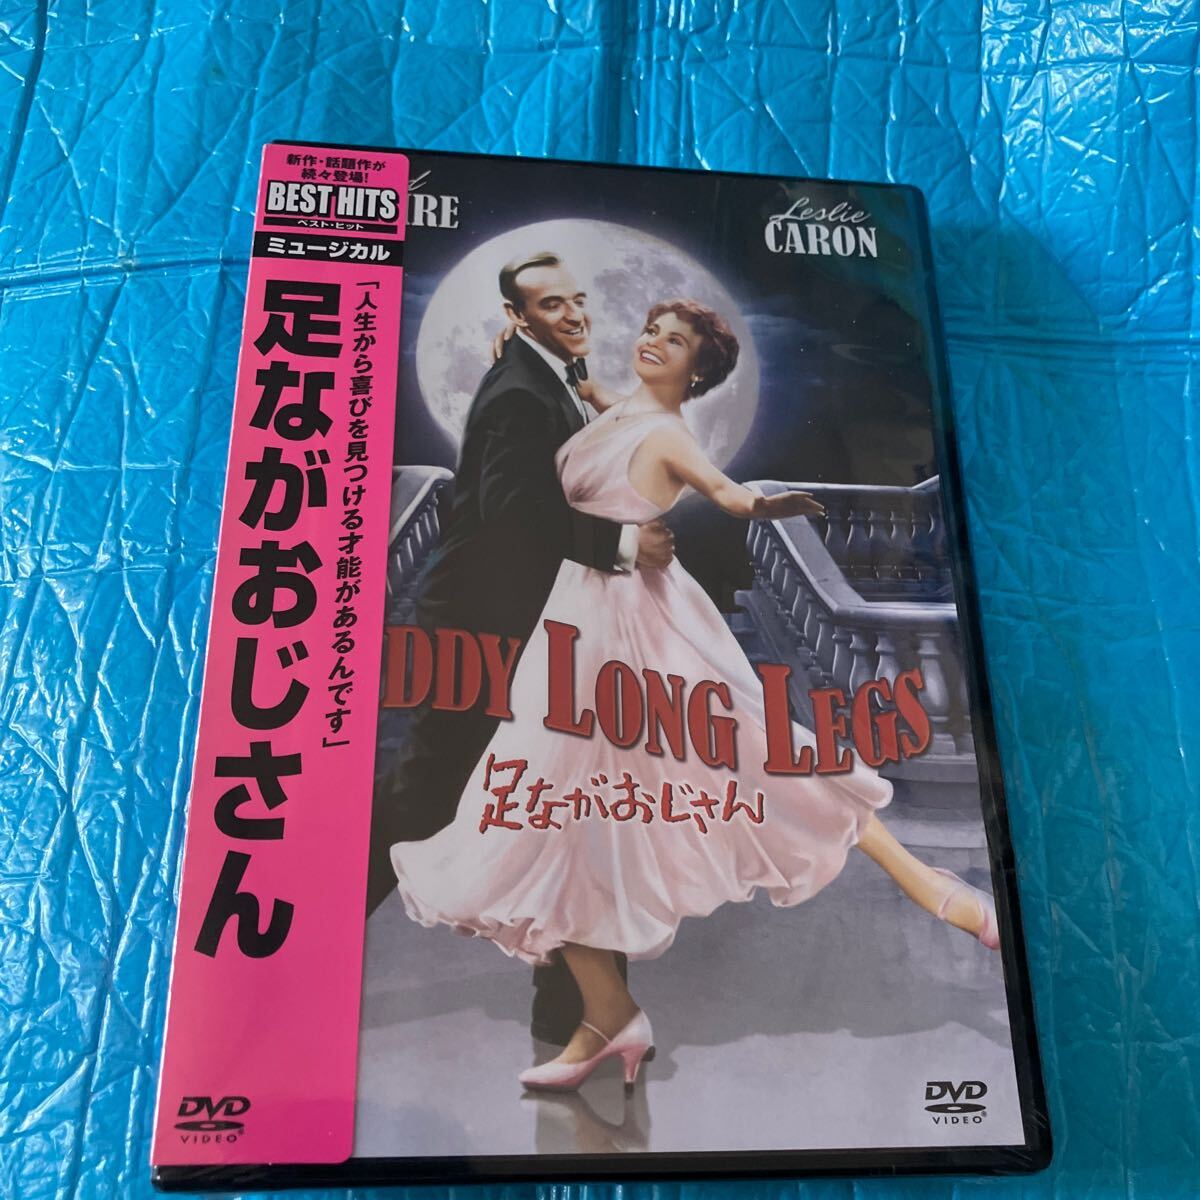 新作・話題作が
続々登場!
BEST HITS
ベスト・ヒット
ミュージカル
「人生から喜びを見つける才能があるんです」
足ながおじさん
DVD
VIDEO
Leslie
CARON
DDY LONG LEGS
足ながおじさん
DVD
VIDEO